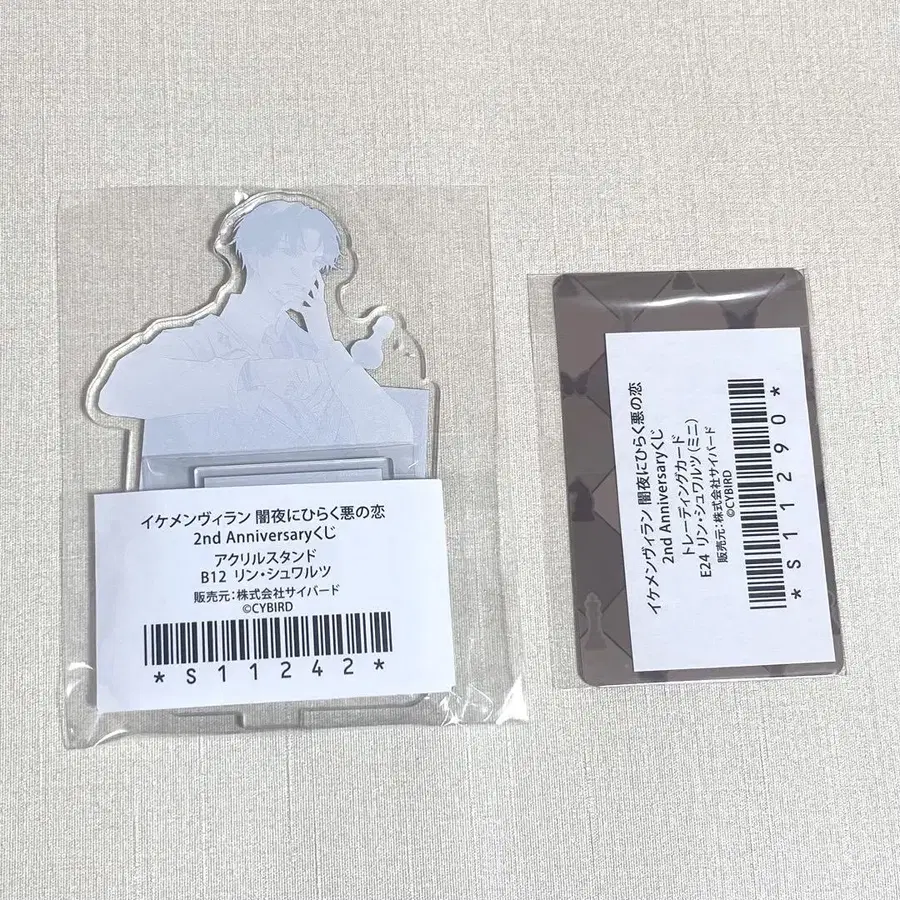 イケメンヴィラン 闇夜にひらく悪の恋
2nd Anniversaryくじ
アクリルスタンド
B12 リン・シュワルツ
販売元:株式会社サイバード
©CYBIRD
*S11242*
イケメンヴィラン 闇夜にひらく悪の恋
2nd Anniversaryくじ
トレーディングカード
E24 リン・シュワルツ(ミニ)
販売元:株式会社サイバード
©CYBIRD
*S11290*